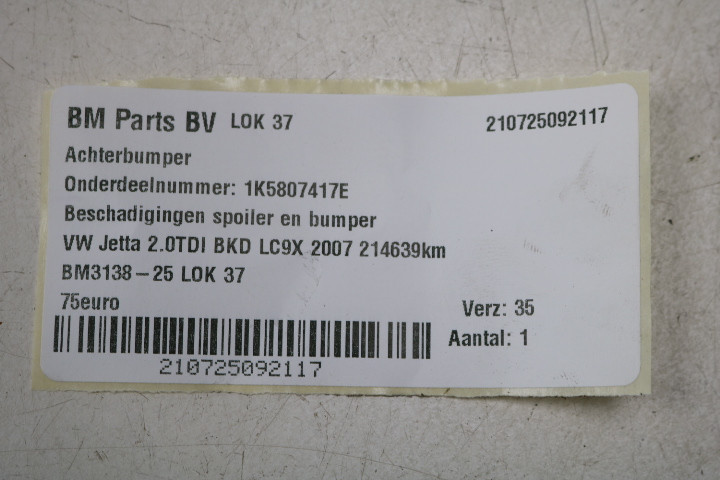 BM Parts BV LOK 37 210725092117
Achterbumper
Onderdeelnummer: 1K5807417E
Beschadigingen spoiler en bumper
VW Jetta 2.0TDI BKD LC9X 2007 214639km
BM3138-25 LOK 37
75euro Verz: 35
Aantal: 1
210725092117